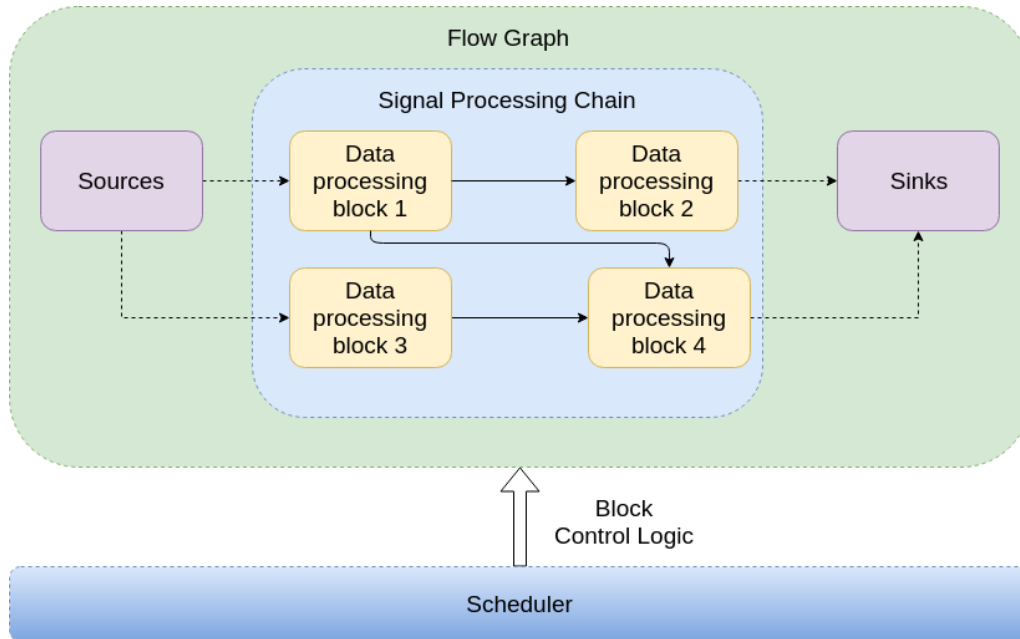 Flow Graph
Signal Processing Chain
Sources
Data
processing
block 1
Data
processing
block 2
Sinks
Data
processing
block 3
Data
processing
block 4
Block
Control Logic
Scheduler